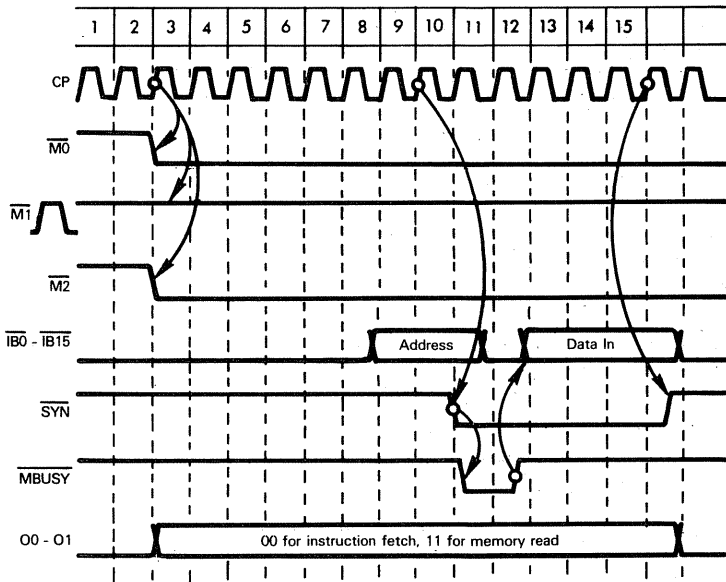 1 2 3 4 5 6 7 8 9 10 11 12 13 14 15
CP
M0
M1
M2
IB0 - IB15
Address
Data In
SYN
MBUSY
O0 - O1
00 for instruction fetch, 11 for memory read